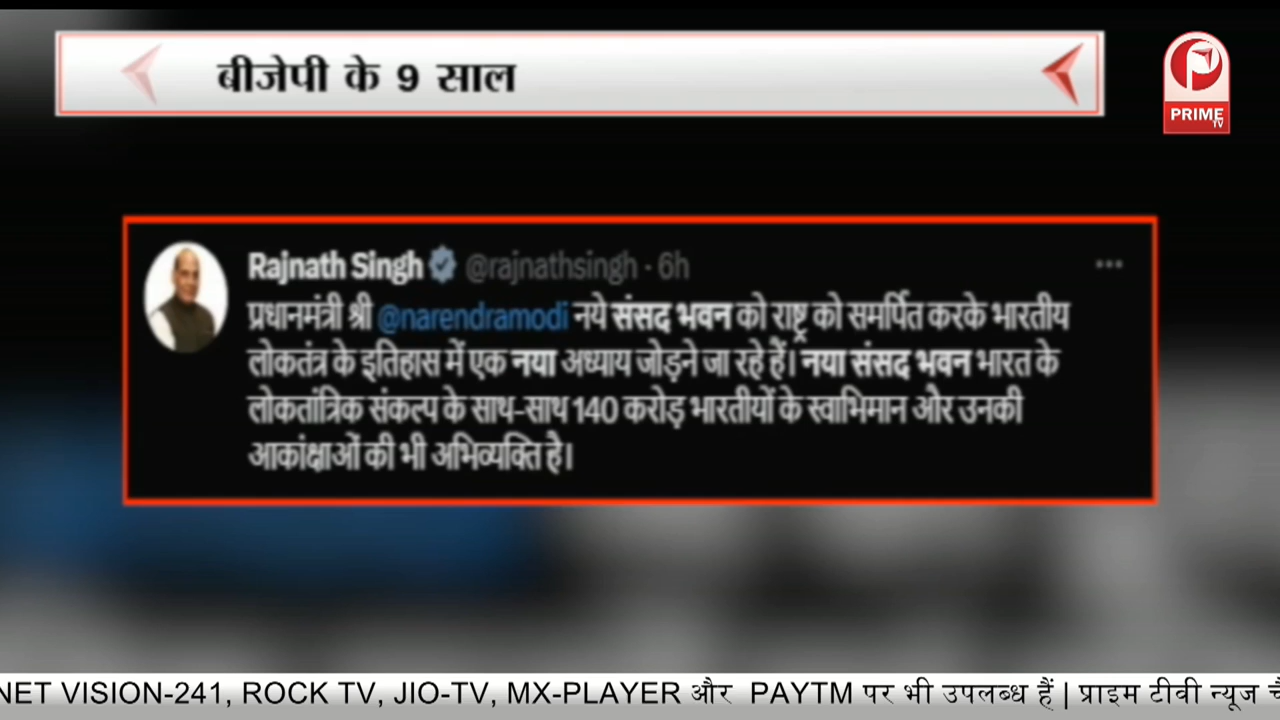 बीजेपी के 9 साल
PRIME
TV
Rajnath Singh @rajnathsingh · 6h
प्रधानमंत्री श्री @narendramodi नये संसद भवन को राष्ट्र को समर्पित करके भारतीय
लोकतंत्र के इतिहास में एक नया अध्याय जोड़ने जा रहे हैं। नया संसद भवन भारत के
लोकतांत्रिक संकल्प के साथ-साथ 140 करोड़ भारतीयों के स्वाभिमान और उनकी
आकांक्षाओं की भी अभिव्यक्ति है।
NET VISION-241, ROCK TV, JIO-TV, MX-PLAYER और PAYTM पर भी उपलब्ध हैं | प्राइम टीवी न्यूज